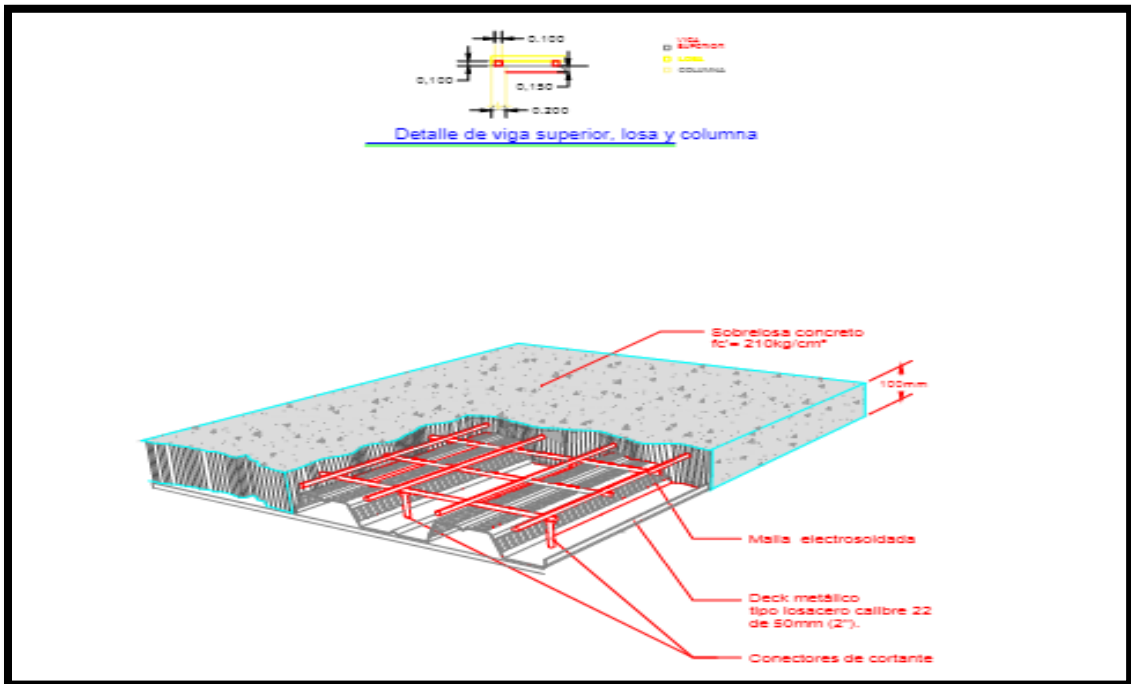 0.100
VIGA
SUPERIOR
LOSA
COLUMNA
0,100
0,150
0.200
Detalle de viga superior, losa y columna
Sobrelosa concreto
fc'= 210kg/cm²
100mm
Malla electrosoldada
Deck metálico
tipo losacero calibre 22
de 50mm (2").
Conectores de cortante